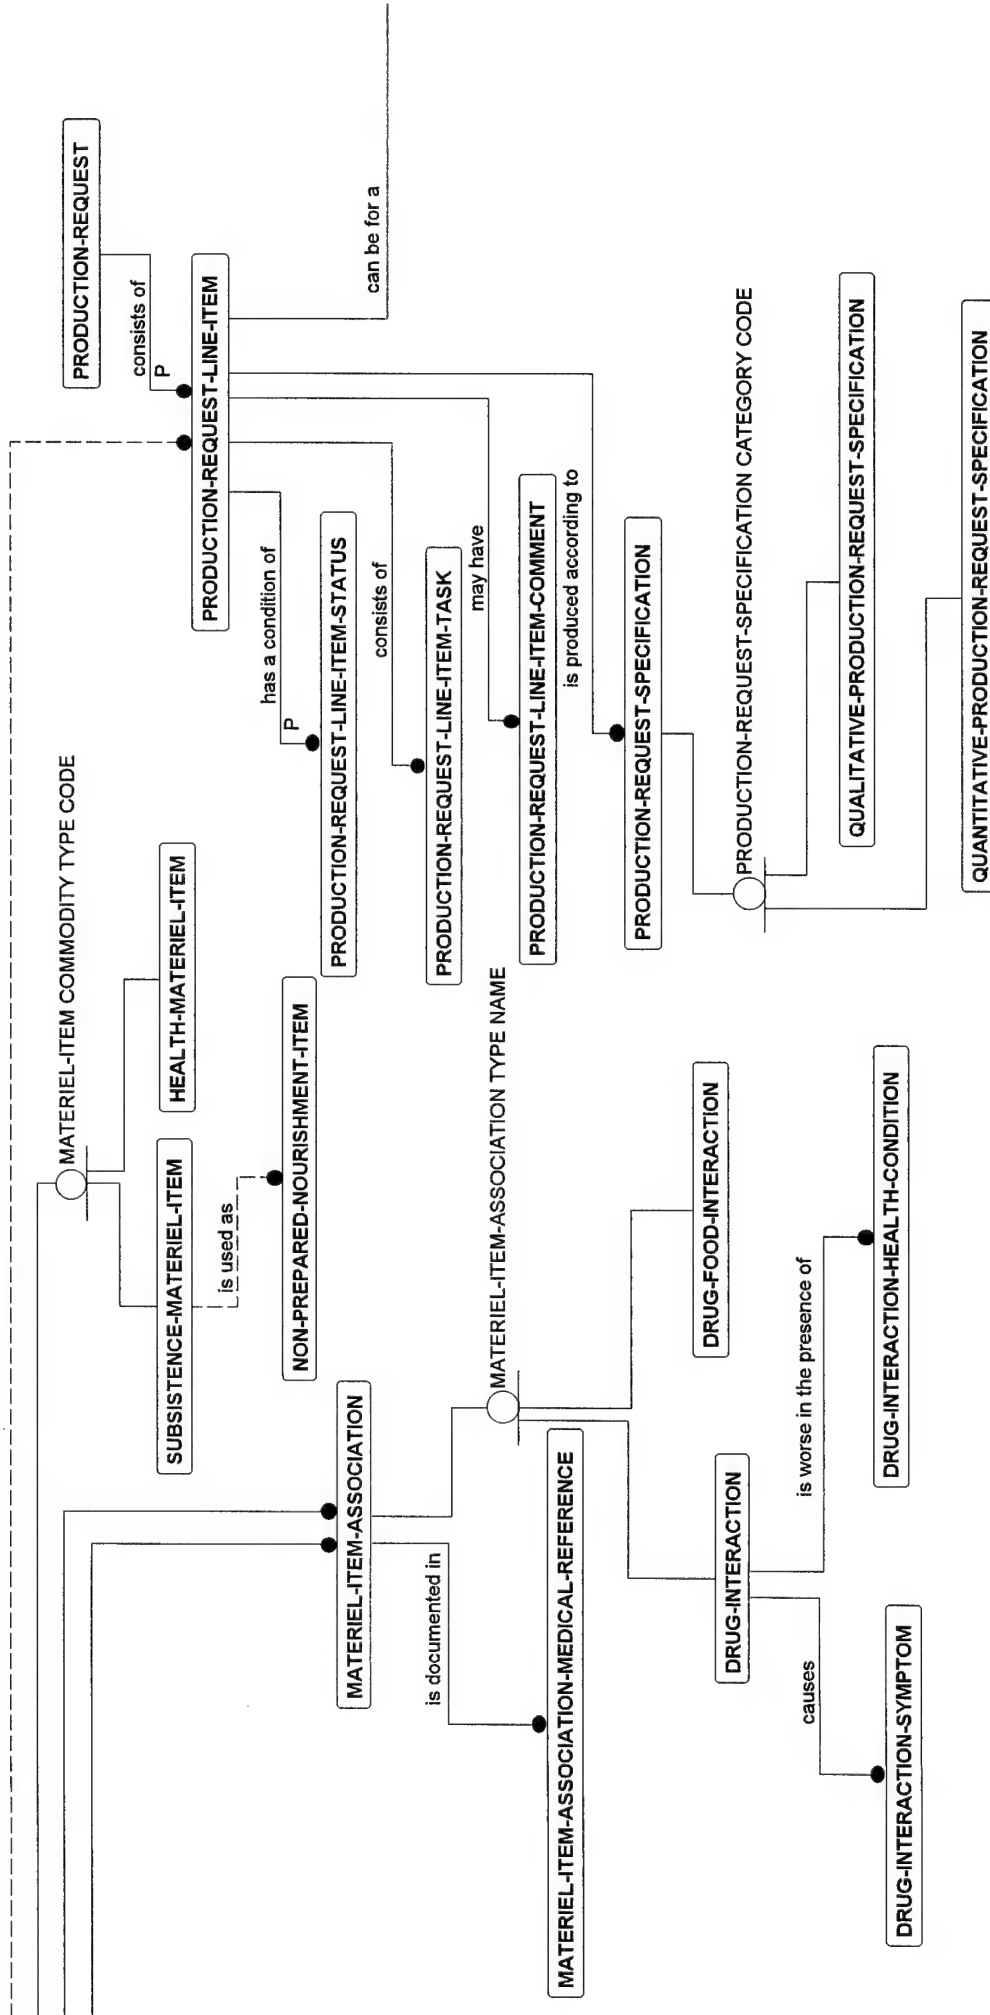 PRODUCTION-REQUEST
consists of
P
PRODUCTION-REQUEST-LINE-ITEM
can be for a
has a condition of
P
PRODUCTION-REQUEST-LINE-ITEM-STATUS
consists of
PRODUCTION-REQUEST-LINE-ITEM-TASK
may have
PRODUCTION-REQUEST-LINE-ITEM-COMMENT
is produced according to
PRODUCTION-REQUEST-SPECIFICATION
PRODUCTION-REQUEST-SPECIFICATION CATEGORY CODE
QUALITATIVE-PRODUCTION-REQUEST-SPECIFICATION
QUANTITATIVE-PRODUCTION-REQUEST-SPECIFICATION
MATERIEL-ITEM COMMODITY TYPE CODE
SUBSISTENCE-MATERIEL-ITEM
HEALTH-MATERIEL-ITEM
is used as
NON-PREPARED-NOURISHMENT-ITEM
MATERIEL-ITEM-ASSOCIATION
is documented in
MATERIEL-ITEM-ASSOCIATION TYPE NAME
MATERIEL-ITEM-ASSOCIATION-MEDICAL-REFERENCE
DRUG-FOOD-INTERACTION
DRUG-INTERACTION
causes
is worse in the presence of
DRUG-INTERACTION-SYMPTOM
DRUG-INTERACTION-HEALTH-CONDITION